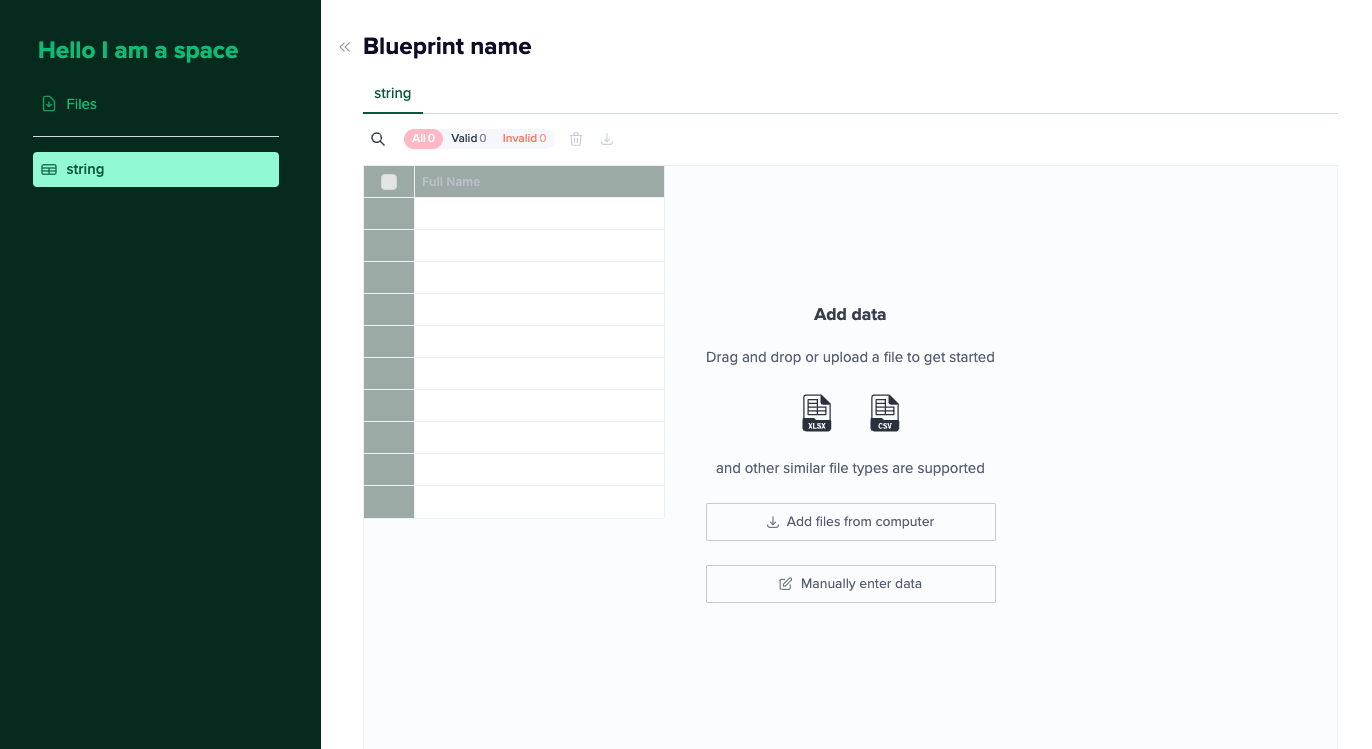 Hello I am a space
Files
string
Blueprint name
string
All 0 Valid 0 Invalid 0
Full Name
Add data
Drag and drop or upload a file to get started
XLSX CSV
and other similar file types are supported
Add files from computer
Manually enter data